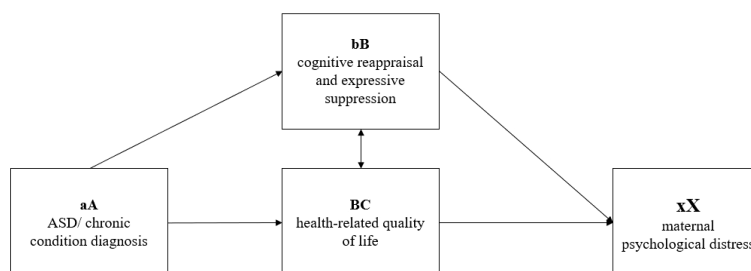 bB
cognitive reappraisal
and expressive
suppression
aA
ASD/ chronic
condition diagnosis
BC
health-related quality
of life
xX
maternal
psychological distress